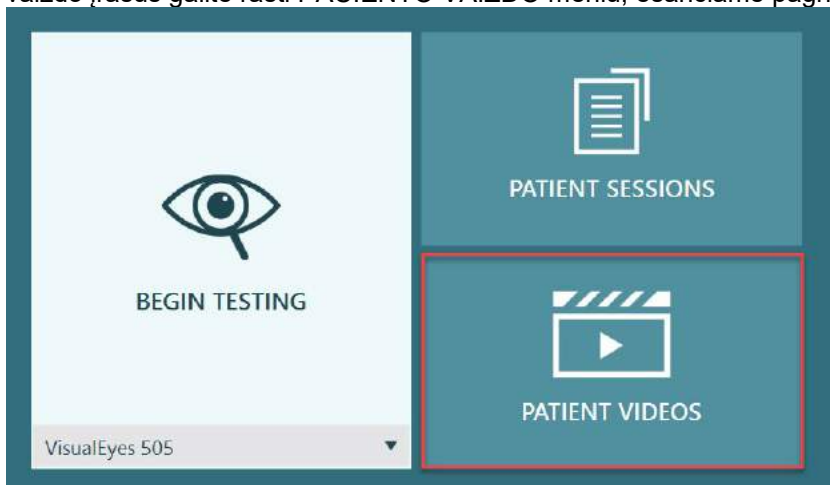 PATIENT SESSIONS
BEGIN TESTING
PATIENT VIDEOS
VisualEyes 505